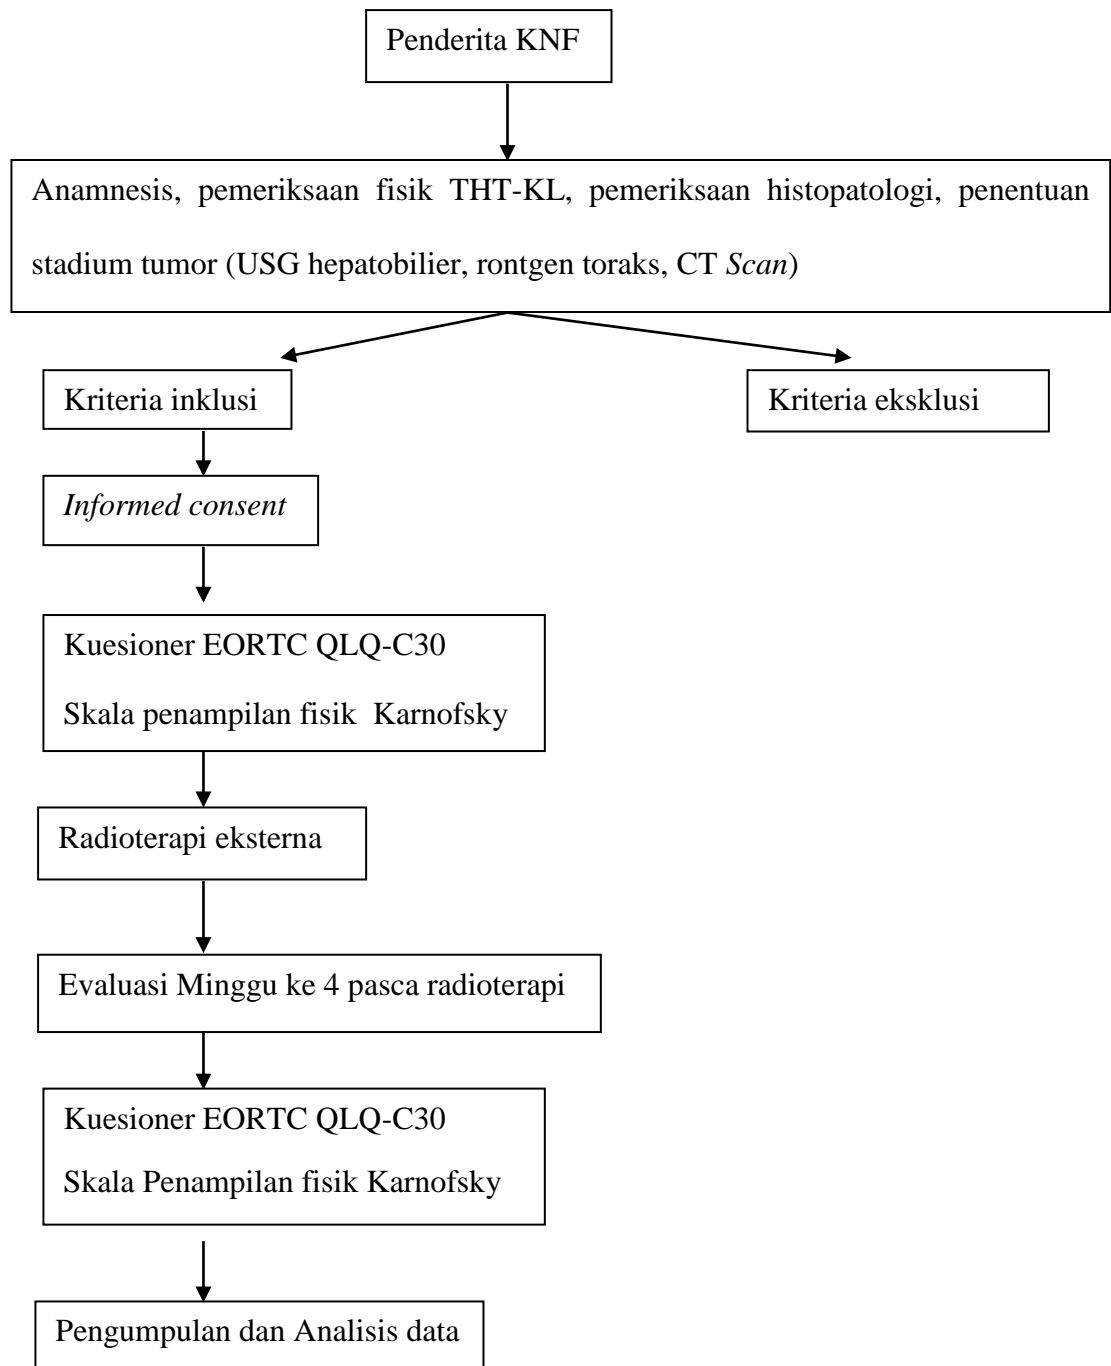 Penderita KNF
Anamnesis, pemeriksaan fisik THT-KL, pemeriksaan histopatologi, penentuan
stadium tumor (USG hepatobilier, rontgen toraks, CT Scan)
Kriteria inklusi
Kriteria eksklusi
Informed consent
Kuesioner EORTC QLQ-C30
Skala penampilan fisik Karnofsky
Radioterapi eksterna
Evaluasi Minggu ke 4 pasca radioterapi
Kuesioner EORTC QLQ-C30
Skala Penampilan fisik Karnofsky
Pengumpulan dan Analisis data